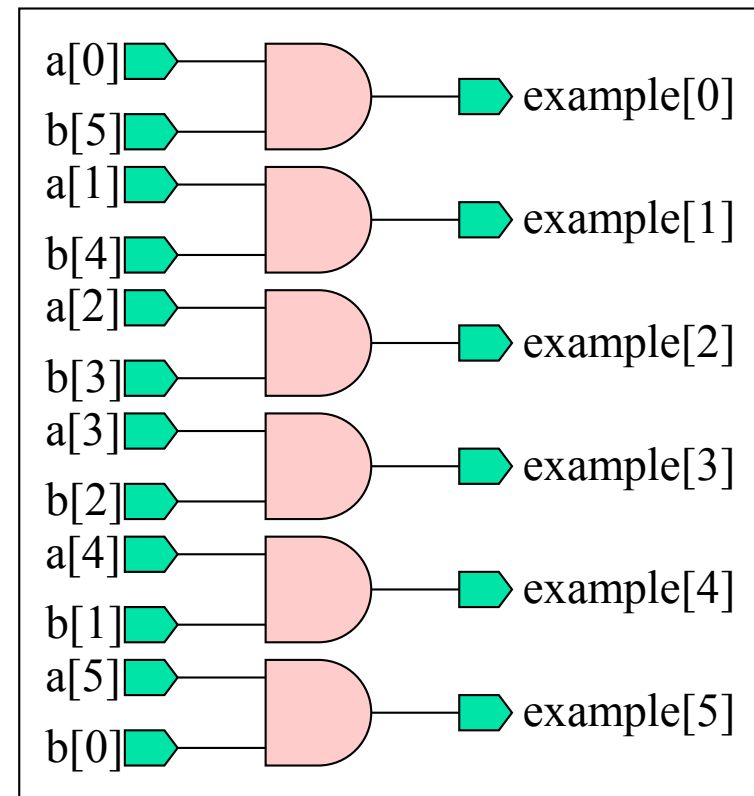 a[0]
example[0]
b[5]
a[1]
example[1]
b[4]
a[2]
example[2]
b[3]
a[3]
example[3]
b[2]
a[4]
example[4]
b[1]
a[5]
example[5]
b[0]